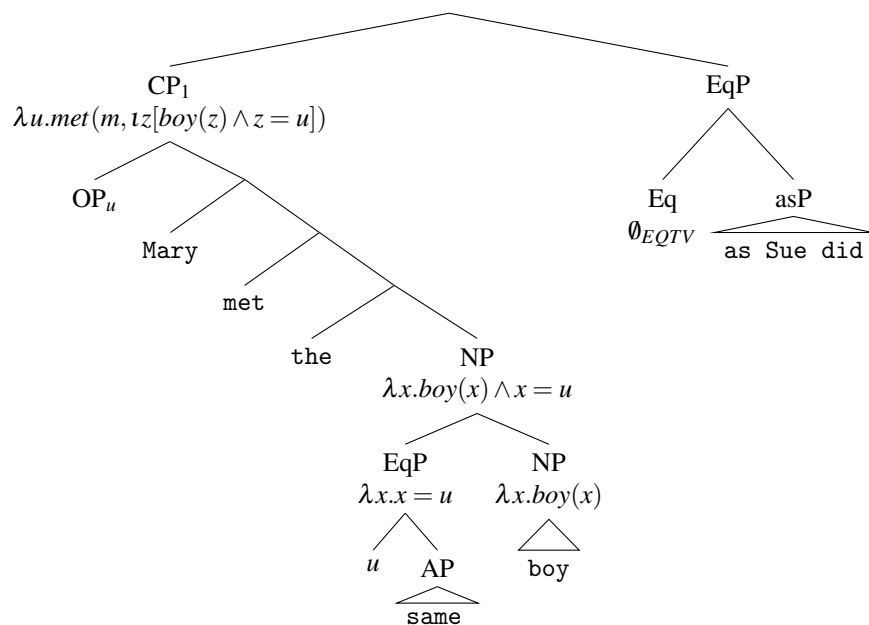 CP₁ EqP
λu.met(m, ιz[boy(z) ∧ z = u])
OPᵤ Eq asP
Mary ∅_EQTV as Sue did
met
the NP
λx.boy(x) ∧ x = u
EqP NP
λx.x = u λx.boy(x)
u AP boy
same